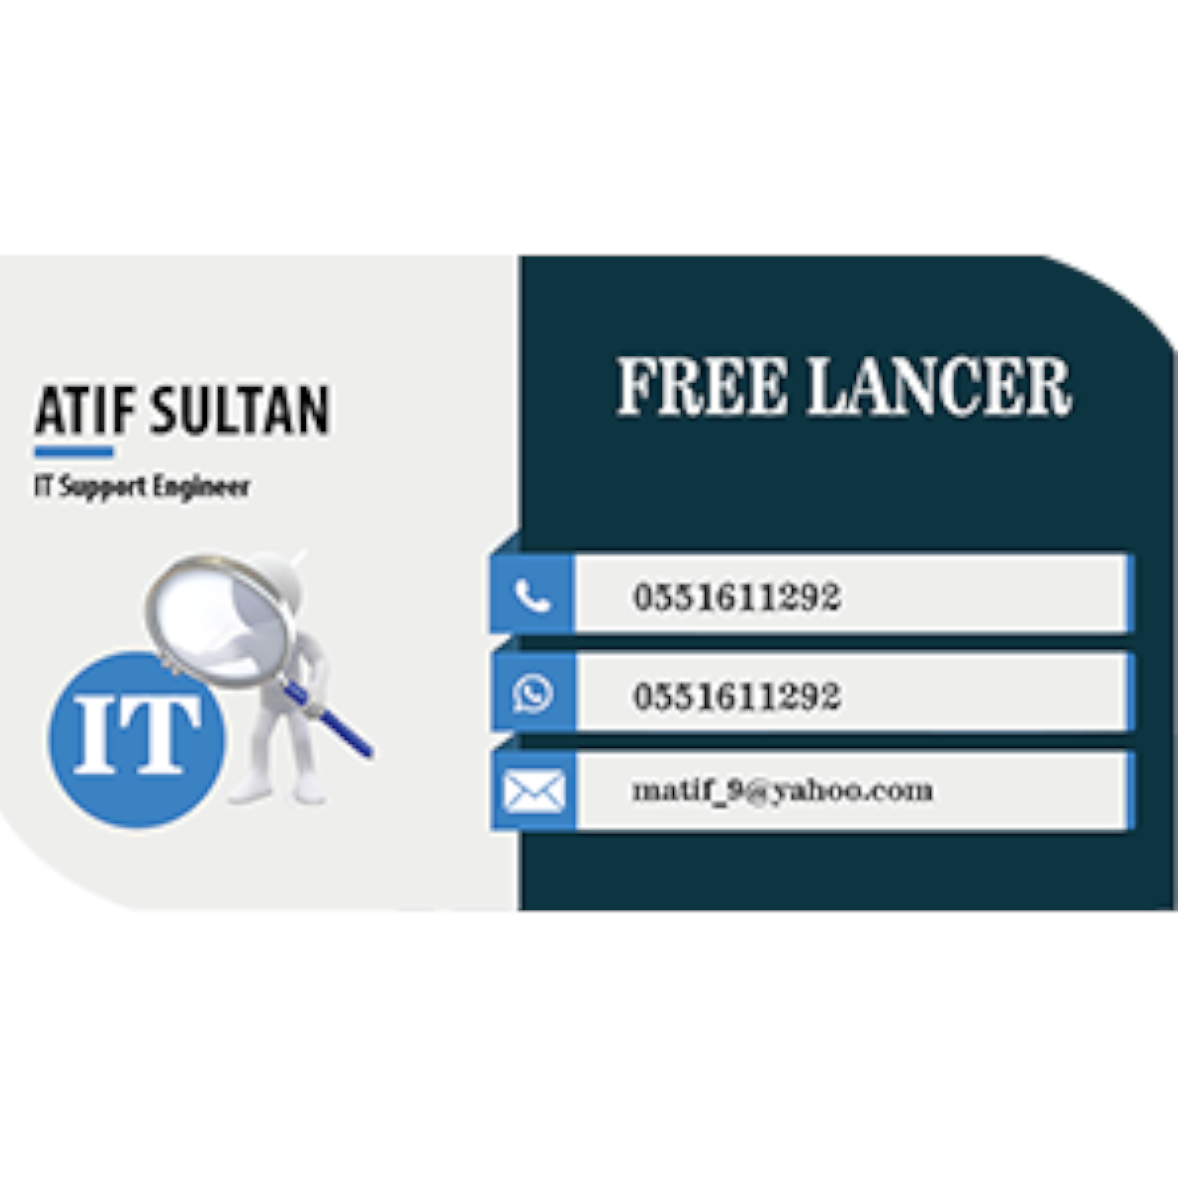 ATIF SULTAN
IT Support Engineer
IT
FREE LANCER
0551611292
0551611292
matif_9@yahoo.com